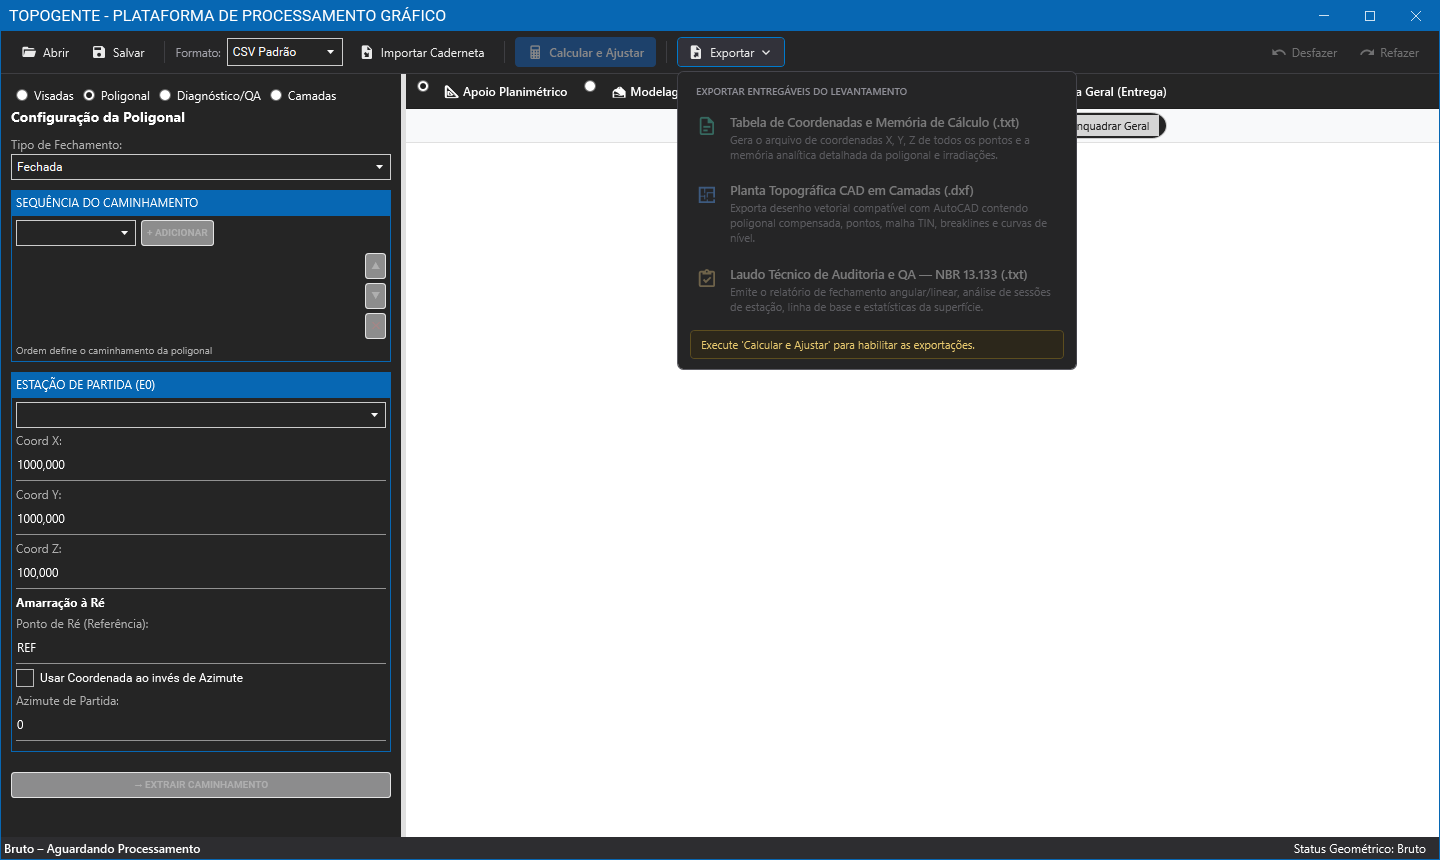 TOPOGENTE - PLATAFORMA DE PROCESSAMENTO GRÁFICO
Abrir
Salvar
Formato:
CSV Padrão
Importar Caderneta
Calcular e Ajustar
Exportar
Desfazer
Refazer
Visadas
Poligonal
Diagnóstico/QA
Camadas
Configuração da Poligonal
Tipo de Fechamento:
Fechada
SEQUÊNCIA DO CAMINHAMENTO
+ ADICIONAR
▲
▼
Ordem define o caminhamento da poligonal
ESTAÇÃO DE PARTIDA (E0)
Coord X:
1000,000
Coord Y:
1000,000
Coord Z:
100,000
Amarração à Ré
Ponto de Ré (Referência):
REF
Usar Coordenada ao invés de Azimute
Azimute de Partida:
0
— EXTRAIR CAMINHAMENTO
Apoio Planimétrico
Modelag
a Geral (Entrega)
nquadrar Geral
EXPORTAR ENTREGÁVEIS DO LEVANTAMENTO
Tabela de Coordenadas e Memória de Cálculo (.txt)
Gera o arquivo de coordenadas X, Y, Z de todos os pontos e a
memória analítica detalhada da poligonal e irradiações.
Planta Topográfica CAD em Camadas (.dxf)
Exporta desenho vetorial compatível com AutoCAD contendo
poligonal compensada, pontos, malha TIN, breaklines e curvas de
nível.
Laudo Técnico de Auditoria e QA — NBR 13.133 (.txt)
Emite o relatório de fechamento angular/linear, análise de sessões
de estação, linha de base e estatísticas da superfície.
Execute 'Calcular e Ajustar' para habilitar as exportações.
Bruto – Aguardando Processamento
Status Geométrico: Bruto